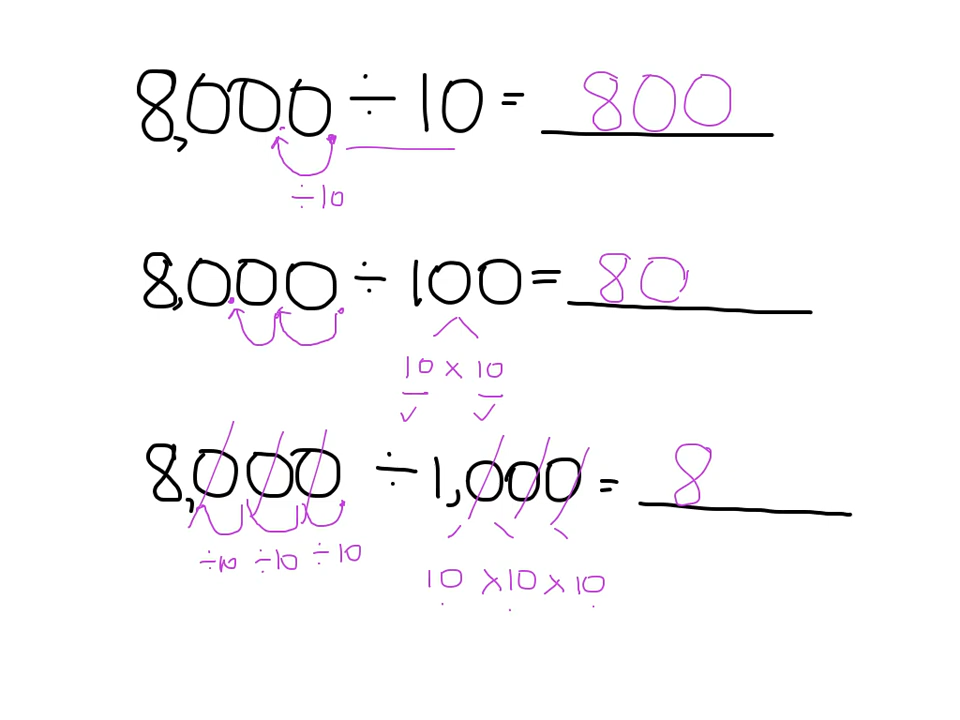 8,000 ÷ 10 = 800
÷10
8,000 ÷ 100 = 80
10 x 10
8,000 ÷ 1,000 = 8
÷10 ÷10 ÷10
10 x 10 x 10